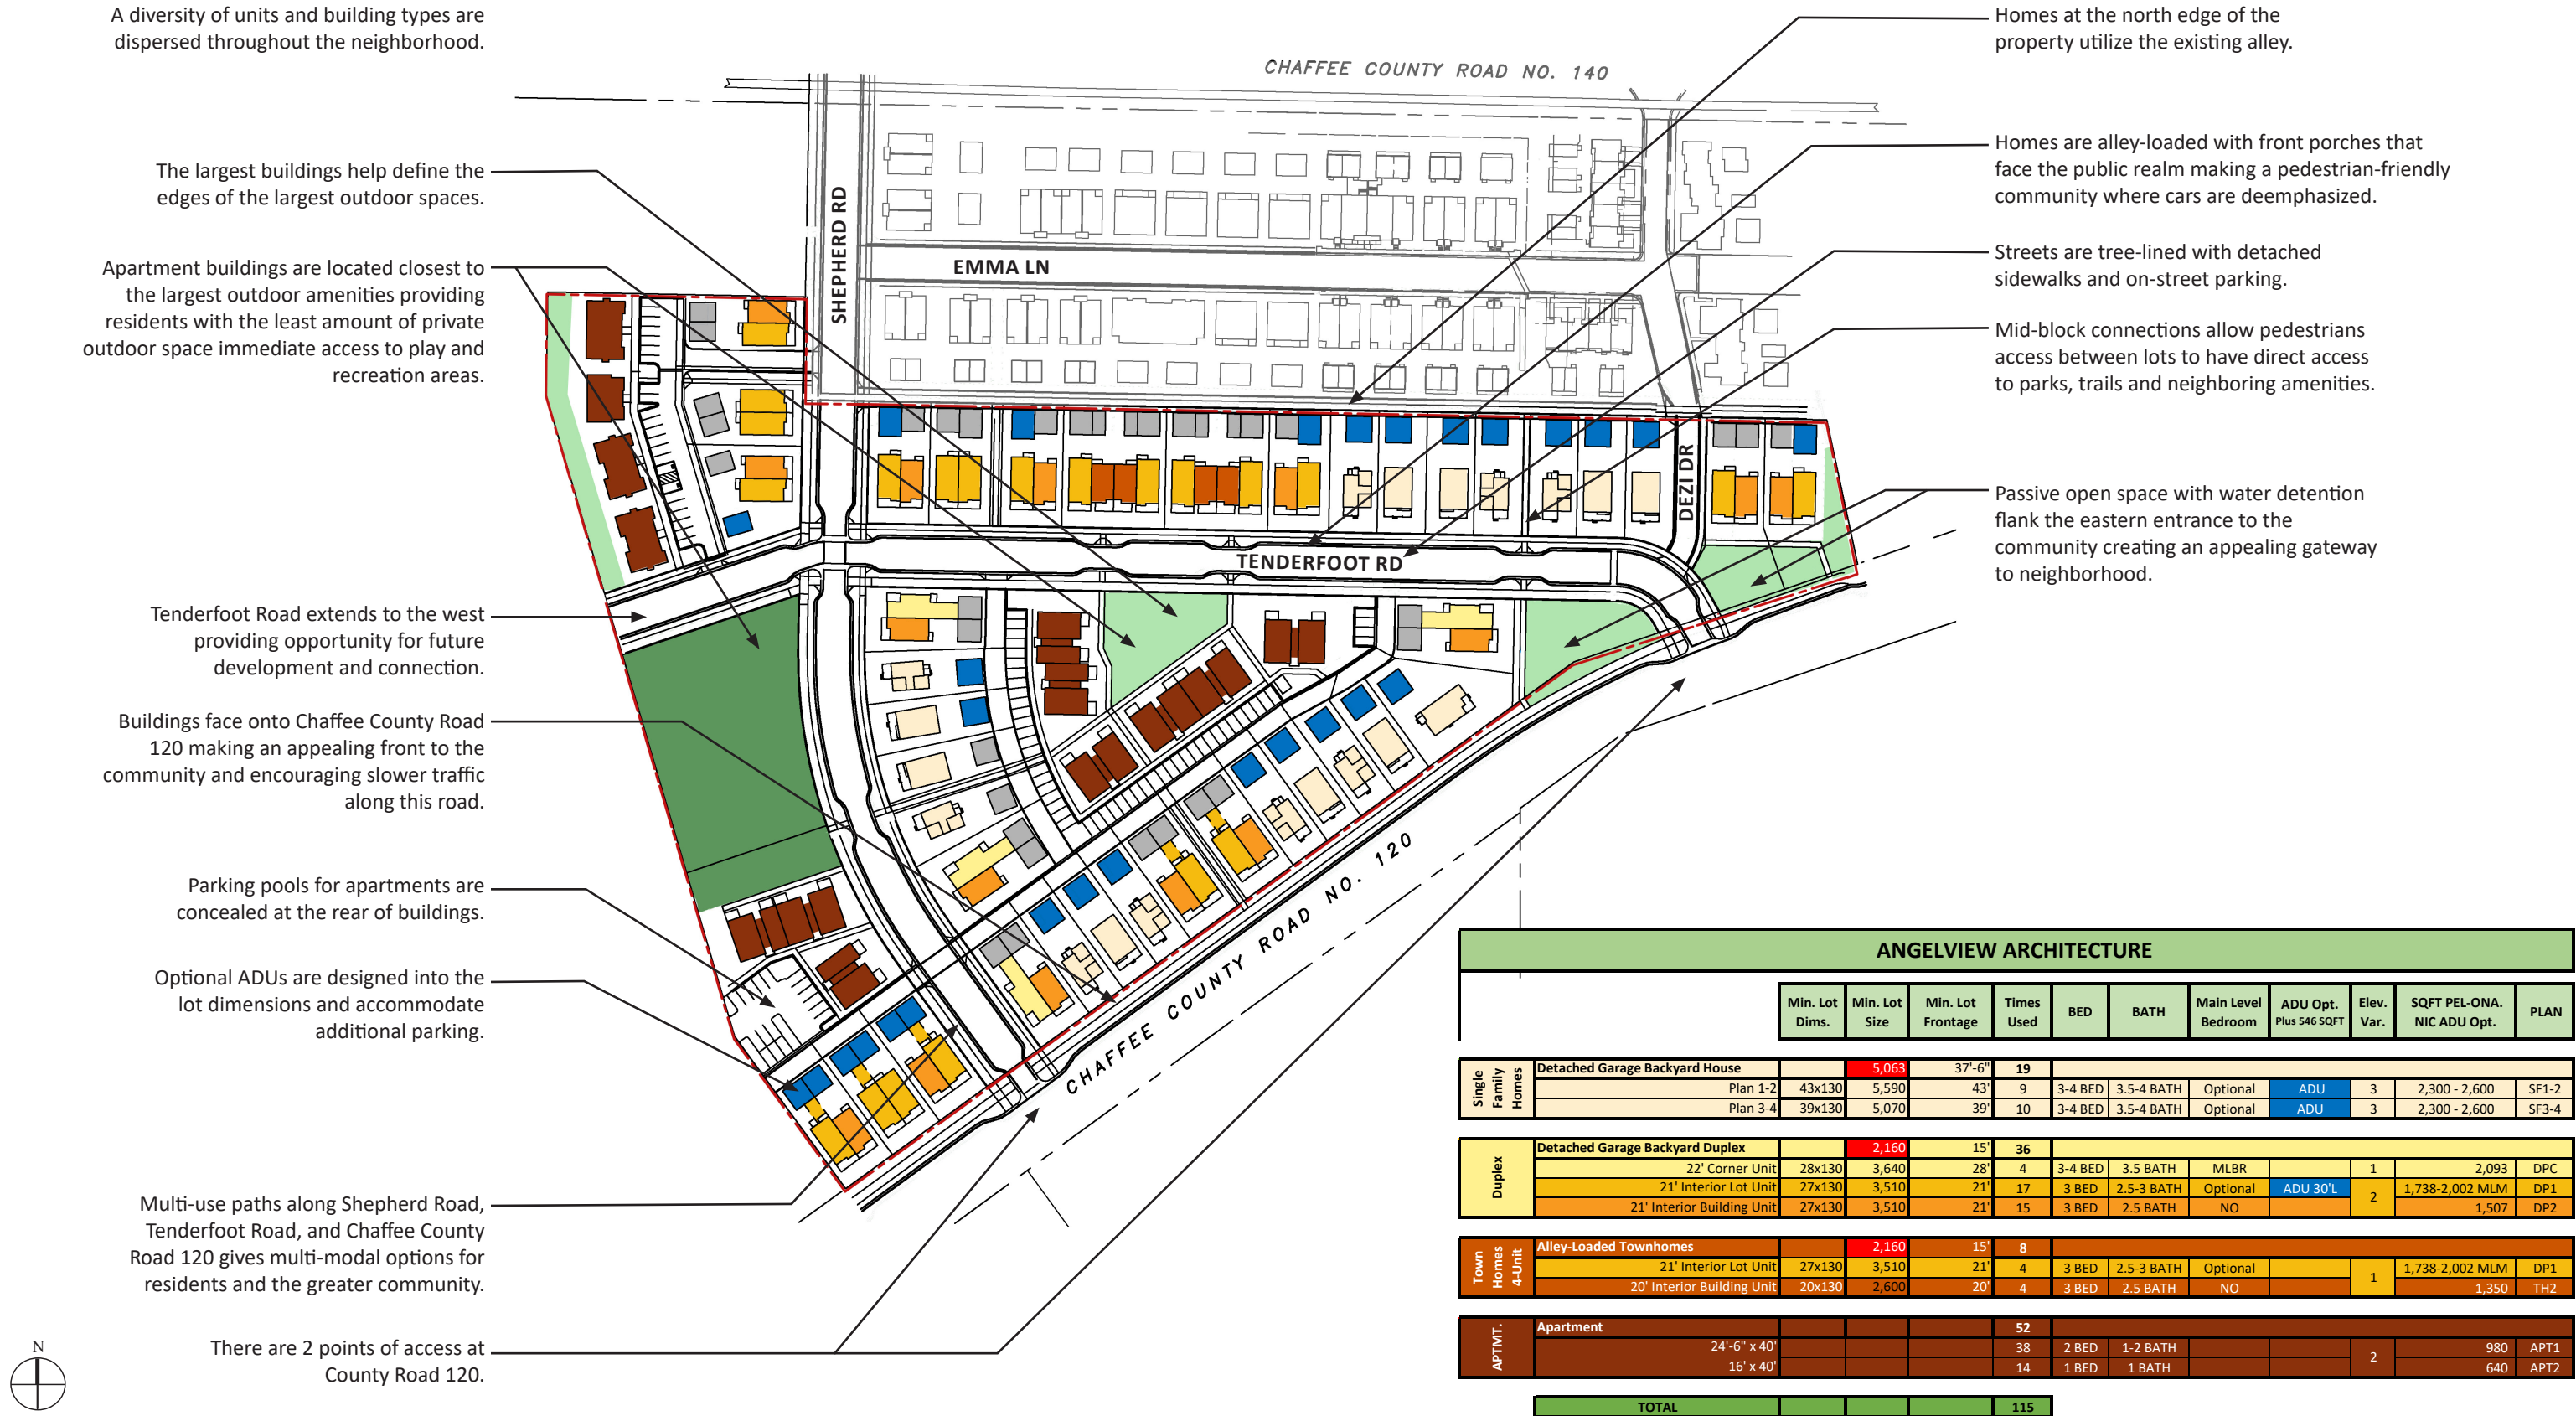 A diversity of units and building types are
dispersed throughout the neighborhood.
The largest buildings help define the
edges of the largest outdoor spaces.
Apartment buildings are located closest to
the largest outdoor amenities providing
residents with the least amount of private
outdoor space immediate access to play and
recreation areas.
Tenderfoot Road extends to the west
providing opportunity for future
development and connection.
Buildings face onto Chaffee County Road
120 making an appealing front to the
community and encouraging slower traffic
along this road.
Parking pools for apartments are
concealed at the rear of buildings.
Optional ADUs are designed into the
lot dimensions and accommodate
additional parking.
Multi-use paths along Shepherd Road,
Tenderfoot Road, and Chaffee County
Road 120 gives multi-modal options for
residents and the greater community.
There are 2 points of access at
County Road 120.
N
CHAFFEE COUNTY ROAD NO. 140
SHEPHERD RD
EMMA LN
DEZI DR
TENDERFOOT RD
CHAFFEE COUNTY ROAD NO. 120
Homes at the north edge of the
property utilize the existing alley.
Homes are alley-loaded with front porches that
face the public realm making a pedestrian-friendly
community where cars are deemphasized.
Streets are tree-lined with detached
sidewalks and on-street parking.
Mid-block connections allow pedestrians
access between lots to have direct access
to parks, trails and neighboring amenities.
Passive open space with water detention
flank the eastern entrance to the
community creating an appealing gateway
to neighborhood.
ANGELVIEW ARCHITECTURE
Min. Lot Dims. Min. Lot Size Min. Lot Frontage Times Used BED BATH Main Level Bedroom ADU Opt. Plus 546 SQFT Elev. Var. SQFT PEL-ONA. NIC ADU Opt. PLAN
Single Family Homes
Detached Garage Backyard House 5,063 37'-6" 19
Plan 1-2 43x130 5,590 43' 9 3-4 BED 3.5-4 BATH Optional ADU 3 2,300 - 2,600 SF1-2
Plan 3-4 39x130 5,070 39' 10 3-4 BED 3.5-4 BATH Optional ADU 3 2,300 - 2,600 SF3-4
Duplex
Detached Garage Backyard Duplex 2,160 15' 36
22' Corner Unit 28x130 3,640 28' 4 3-4 BED 3.5 BATH MLBR 1 2,093 DPC
21' Interior Lot Unit 27x130 3,510 21' 17 3 BED 2.5-3 BATH Optional ADU 30'L 2 1,738-2,002 MLM DP1
21' Interior Building Unit 27x130 3,510 21' 15 3 BED 2.5 BATH NO 1,507 DP2
Town Homes 4-Unit
Alley-Loaded Townhomes 2,160 15' 8
21' Interior Lot Unit 27x130 3,510 21' 4 3 BED 2.5-3 BATH Optional 1 1,738-2,002 MLM DP1
20' Interior Building Unit 20x130 2,600 20' 4 3 BED 2.5 BATH NO 1,350 TH2
APTMT.
Apartment 52
24'-6" x 40' 38 2 BED 1-2 BATH 2 980 APT1
16' x 40' 14 1 BED 1 BATH 640 APT2
TOTAL 115